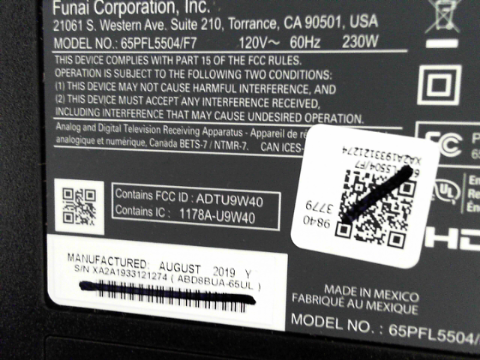 Funai Corporation, Inc.
21061 S. Western Ave. Suite 210, Torrance, CA 90501, USA
MODEL NO.: 65PFL5504/F7 120V~ 60Hz 230W
THIS DEVICE COMPLIES WITH PART 15 OF THE FCC RULES.
OPERATION IS SUBJECT TO THE FOLLOWING TWO CONDITIONS:
(1) THIS DEVICE MAY NOT CAUSE HARMFUL INTERFERENCE, AND
(2) THIS DEVICE MUST ACCEPT ANY INTERFERENCE RECEIVED,
INCLUDING INTERFERENCE THAT MAY CAUSE UNDESIRED OPERATION.
Analog and Digital Television Receiving Apparatus - Appareil de
analogique et numérique, Canada BETS-7 / NTMR-7. CAN ICES-
XA2A1933121274
9840
3779
FC
UL
HD
Contains FCC ID : ADTU9W40
Contains IC : 1178A-U9W40
MANUFACTURED: AUGUST 2019 Y
S/N XA2A1933121274 ( ABD8BUA-65UL )
MADE IN MEXICO
FABRIQUÉ AU MEXIQUE
MODEL NO.: 65PFL5504/